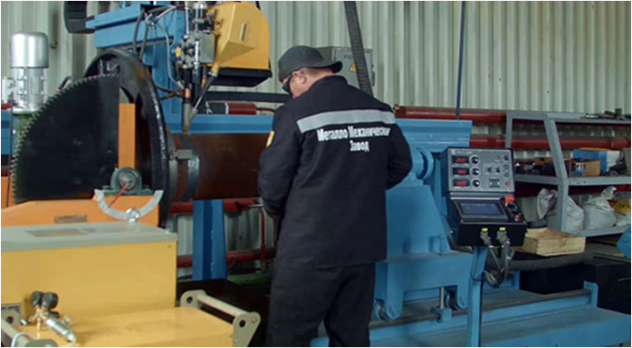 Металло Механический
Завод